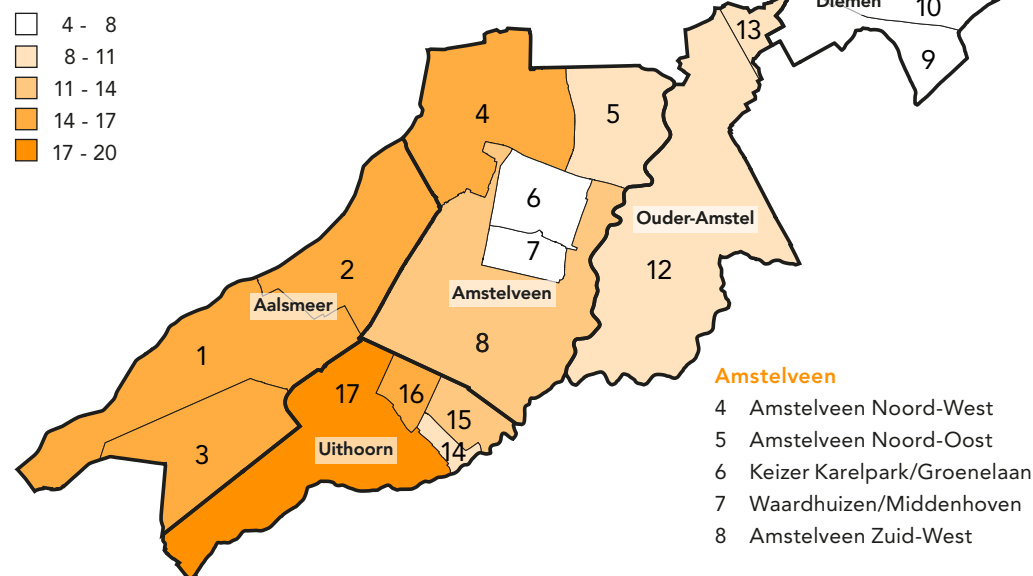 4 - 8
8 - 11
11 - 14
14 - 17
17 - 20
Diemen
10
13
9
4
5
6
Ouder-Amstel
7
2
12
Amstelveen
Aalsmeer
8
1
17
16
15
Uithoorn
14
3
Amstelveen
4 Amstelveen Noord-West
5 Amstelveen Noord-Oost
6 Keizer Karelpark/Groenelaan
7 Waardhuizen/Middenhoven
8 Amstelveen Zuid-West